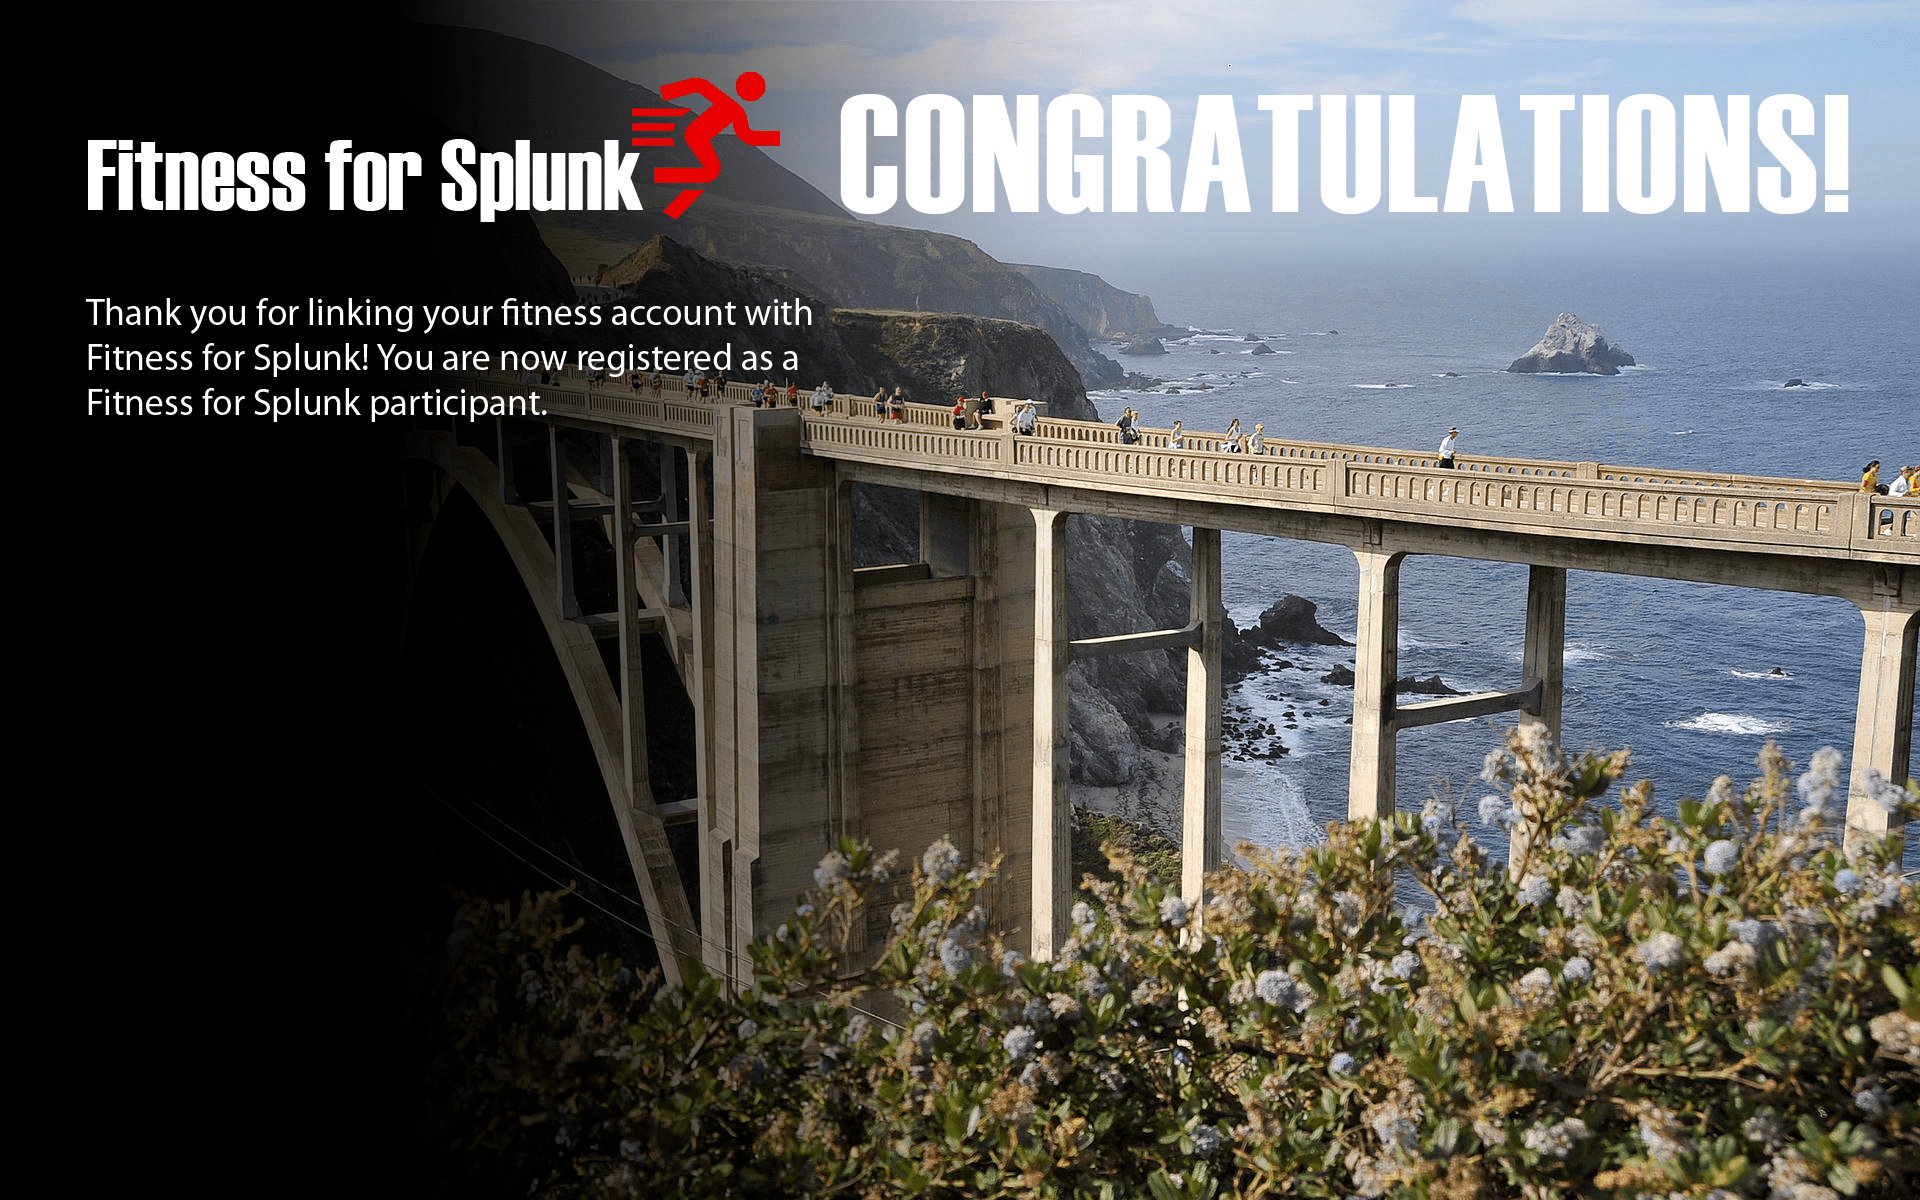 Fitness for Splunk
CONGRATULATIONS!
Thank you for linking your fitness account with
Fitness for Splunk! You are now registered as a
Fitness for Splunk participant.